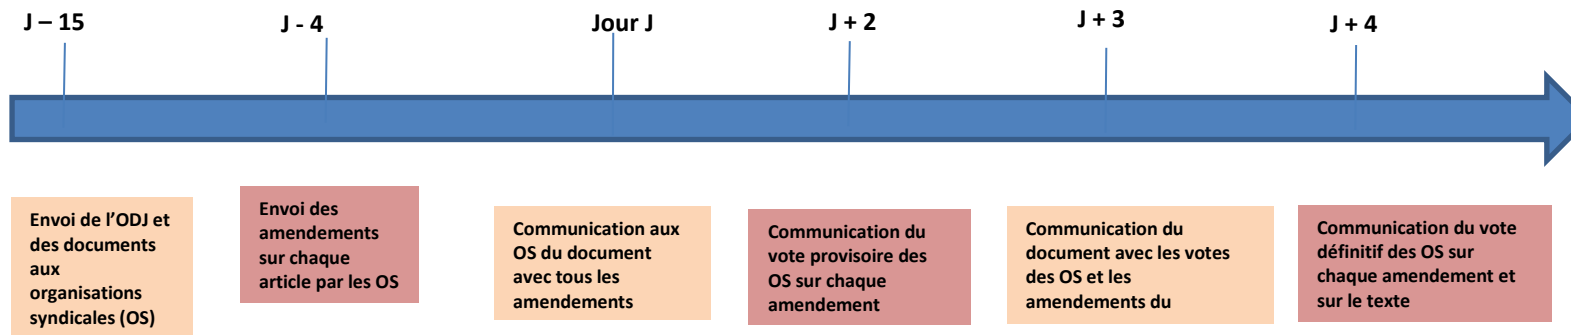 J – 15
J - 4
Jour J
J + 2
J + 3
J + 4
Envoi de l’ODJ et
des documents
aux
organisations
syndicales (OS)
Envoi des
amendements
sur chaque
article par les OS
Communication aux
OS du document
avec tous les
amendements
Communication du
vote provisoire des
OS sur chaque
amendement
Communication du
document avec les votes
des OS et les
amendements du
Communication du vote
définitif des OS sur
chaque amendement et
sur le texte